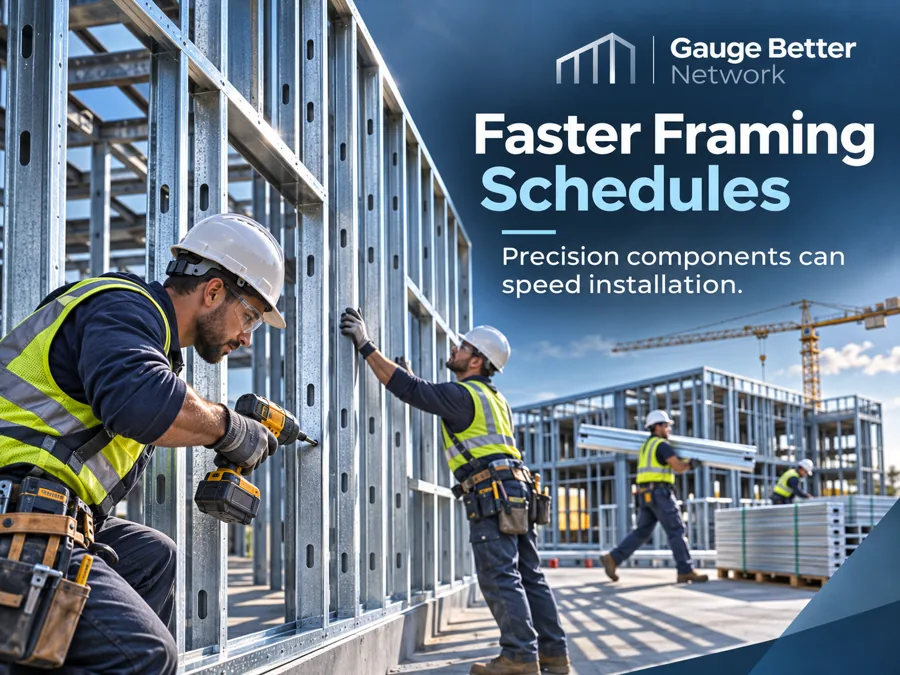 Gauge Better
Network
Faster Framing
Schedules
Precision components can
speed installation.